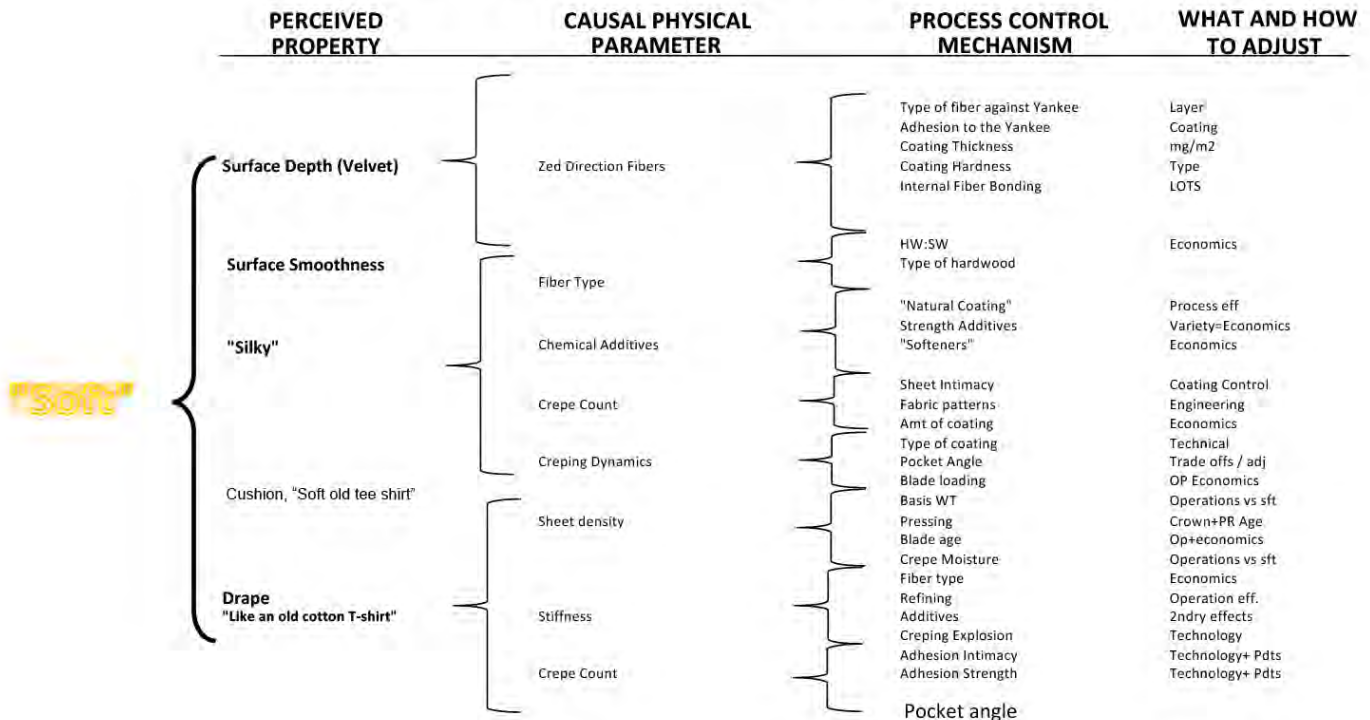 PERCEIVED PROPERTY
CAUSAL PHYSICAL PARAMETER
PROCESS CONTROL MECHANISM
WHAT AND HOW TO ADJUST
Type of fiber against Yankee Layer
Adhesion to the Yankee Coating
Coating Thickness mg/m2
Surface Depth (Velvet) Zed Direction Fibers Coating Hardness Type
Internal Fiber Bonding LOTS
HW:SW Economics
Surface Smoothness Type of hardwood
Fiber Type
"Natural Coating" Process eff
Strength Additives Variety=Economics
"Silky" Chemical Additives "Softeners" Economics
Sheet Intimacy Coating Control
"Soft" Crepe Count Fabric patterns Engineering
Amt of coating Economics
Type of coating Technical
Creping Dynamics Pocket Angle Trade offs / adj
Blade loading OP Economics
Cushion, "Soft old tee shirt" Basis WT Operations vs sft
Sheet density Pressing Crown+PR Age
Blade age Op+economics
Crepe Moisture Operations vs sft
Fiber type Economics
Drape Refining Operation eff.
"Like an old cotton T-shirt" Stiffness Additives 2ndry effects
Creping Explosion Technology
Adhesion Intimacy Technology+ Pdts
Crepe Count Adhesion Strength Technology+ Pdts
Pocket angle